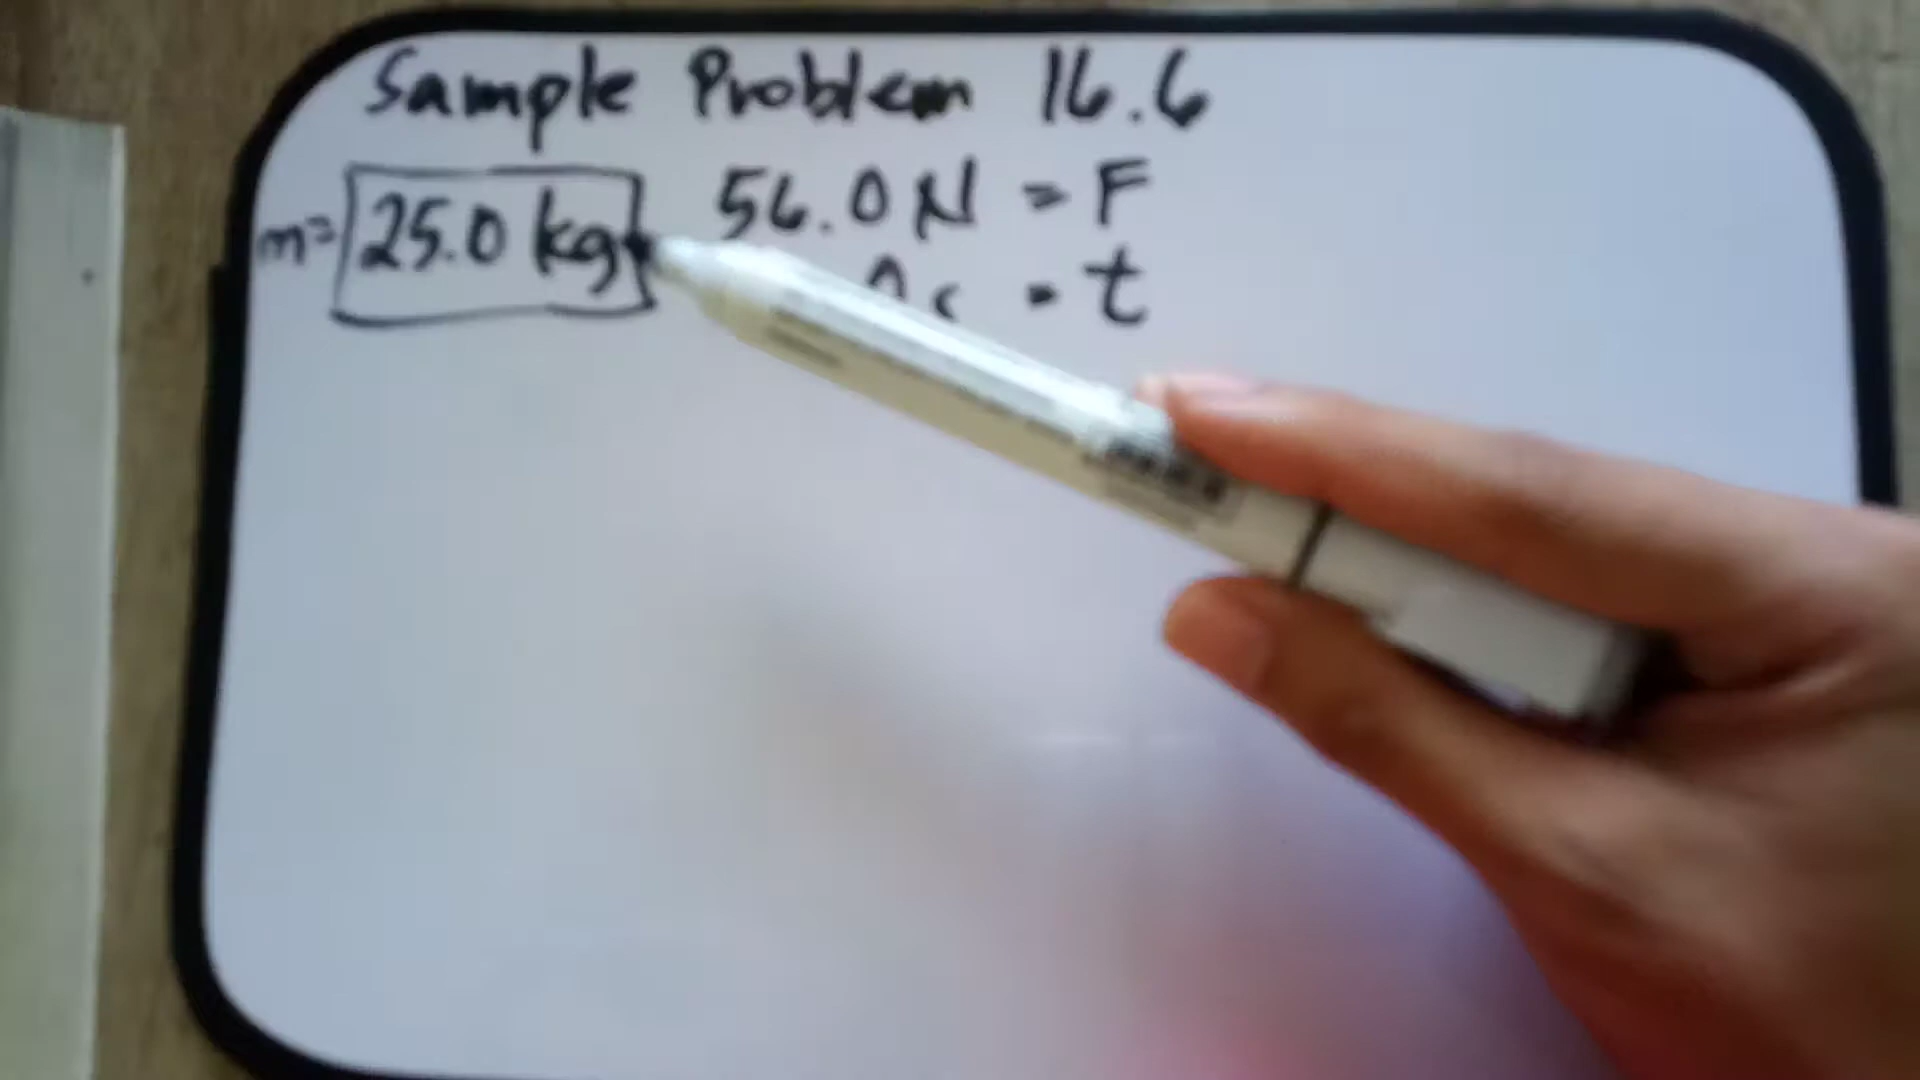 Sample Problem 16.6
m= 25.0 kg 56.0 N = F
= t